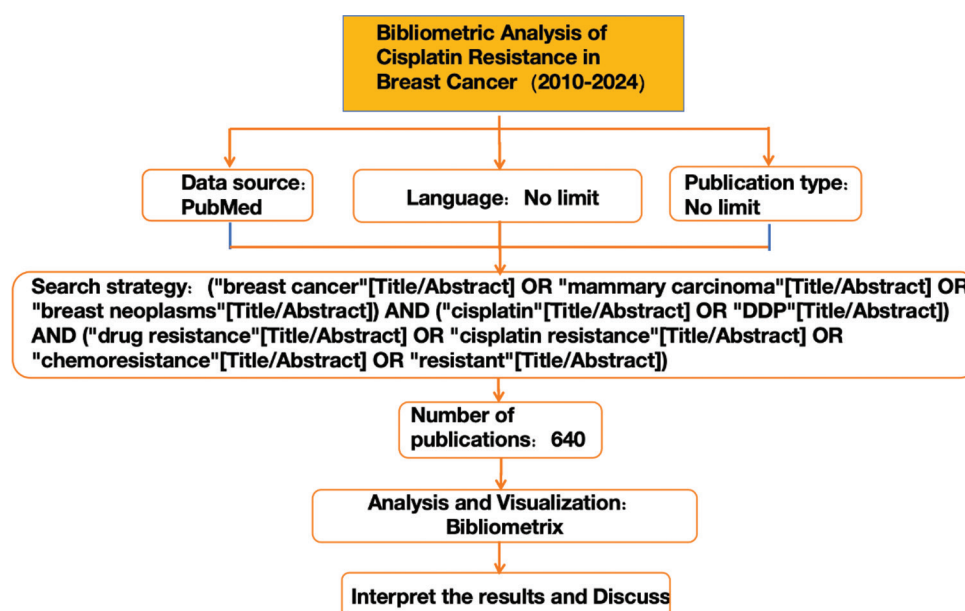 Bibliometric Analysis of
Cisplatin Resistance in
Breast Cancer（2010-2024）
Data source：
PubMed
Language：No limit
Publication type：
No limit
Search strategy：("breast cancer"[Title/Abstract] OR "mammary carcinoma"[Title/Abstract] OR
"breast neoplasms"[Title/Abstract]) AND ("cisplatin"[Title/Abstract] OR "DDP"[Title/Abstract])
AND ("drug resistance"[Title/Abstract] OR "cisplatin resistance"[Title/Abstract] OR
"chemoresistance"[Title/Abstract] OR "resistant"[Title/Abstract])
Number of
publications：640
Analysis and Visualization：
Bibliometrix
Interpret the results and Discuss